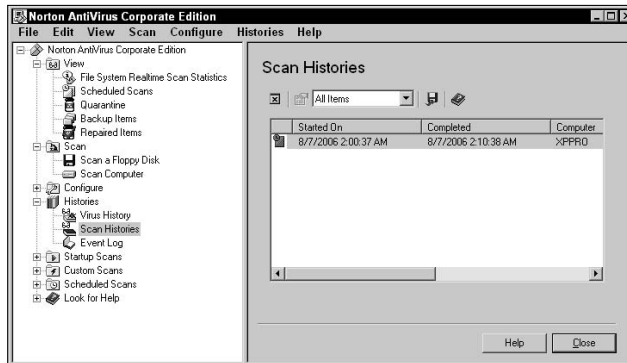 Norton AntiVirus Corporate Edition
File Edit View Scan Configure Histories Help
Norton AntiVirus Corporate Edition
View
File System Realtime Scan Statistics
Scheduled Scans
Quarantine
Backup Items
Repaired Items
Scan
Scan a Floppy Disk
Scan Computer
Configure
Histories
Virus History
Scan Histories
Event Log
Startup Scans
Custom Scans
Scheduled Scans
Look for Help
Scan Histories
All Items
Started On Completed Computer
8/7/2006 2:00:37 AM 8/7/2006 2:10:38 AM XPPRO
Help Close